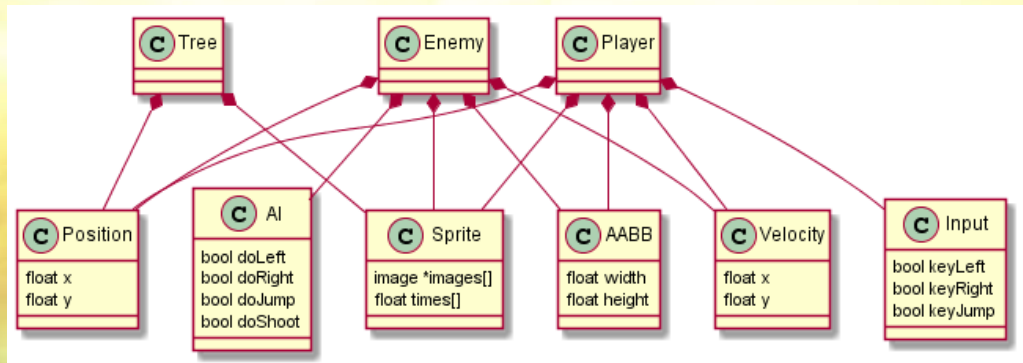 C Tree
C Enemy
C Player
C Position
float x
float y
C AI
bool doLeft
bool doRight
bool doJump
bool doShoot
C Sprite
image *images[]
float times[]
C AABB
float width
float height
C Velocity
float x
float y
C Input
bool keyLeft
bool keyRight
bool keyJump